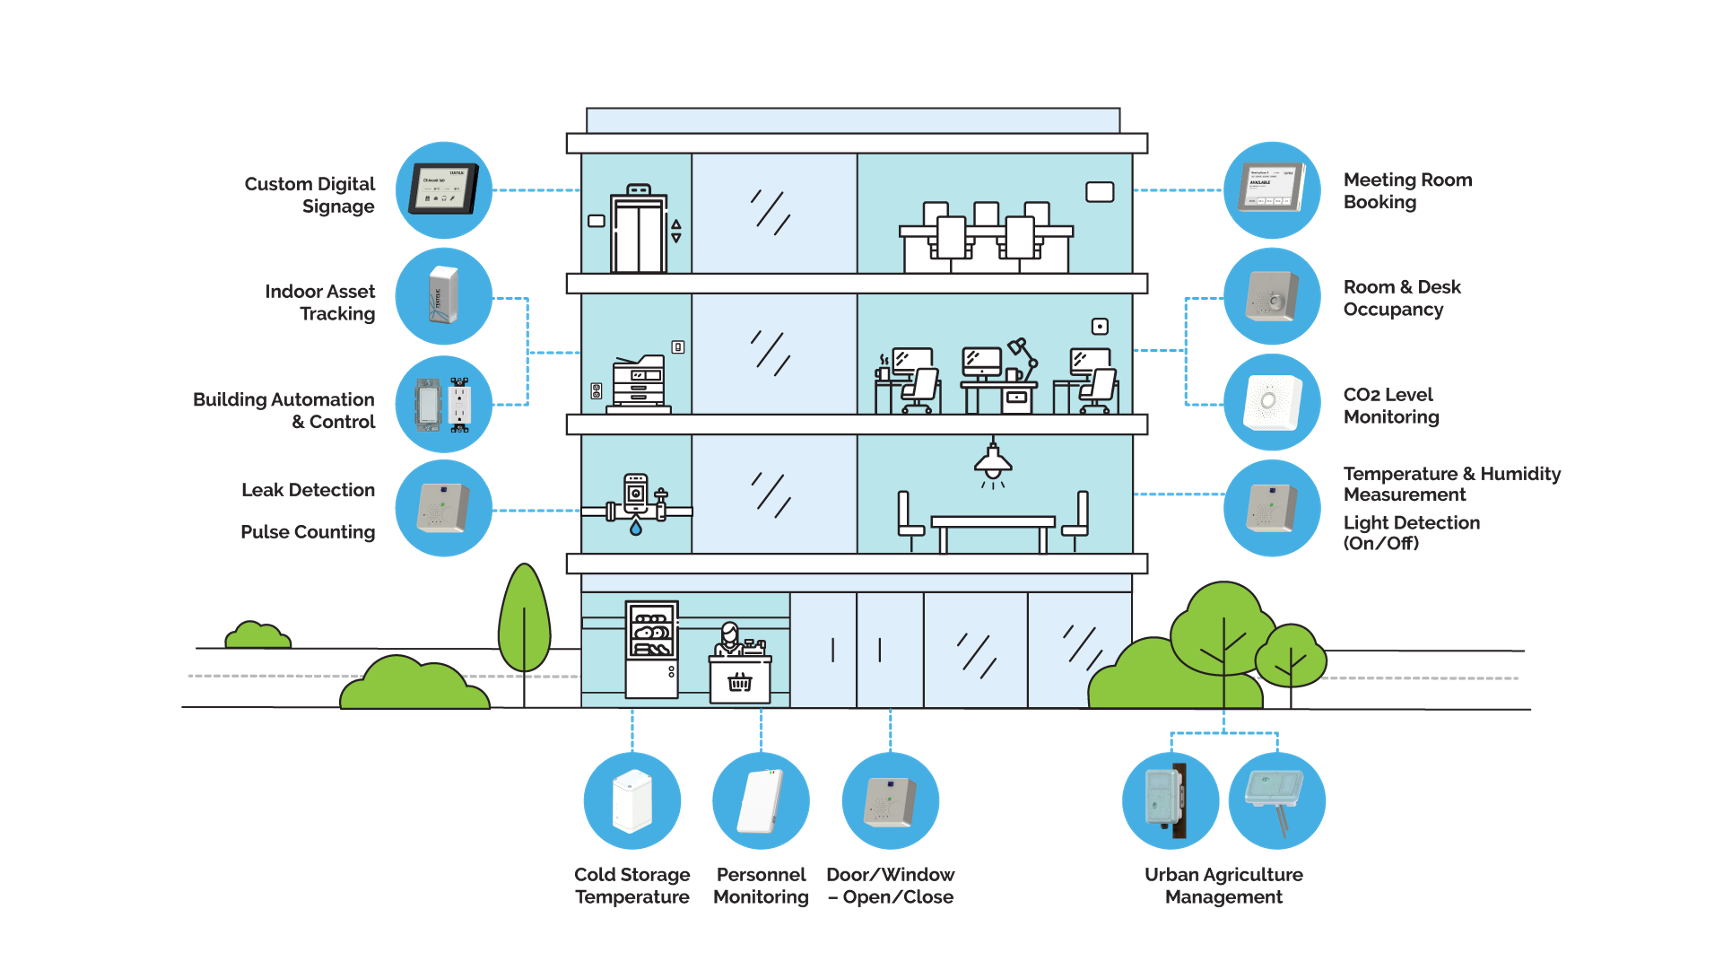 Custom Digital
Signage
Indoor Asset
Tracking
Building Automation
& Control
Leak Detection
Pulse Counting
Meeting Room
Booking
AVAILABLE
Room & Desk
Occupancy
CO2 Level
Monitoring
Temperature & Humidity
Measurement
Light Detection
(On/Off)
Cold Storage
Temperature
Personnel
Monitoring
Door/Window
– Open/Close
Urban Agriculture
Management